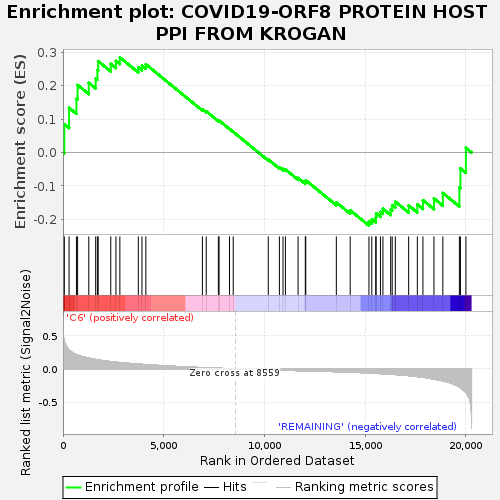 Enrichment plot: COVID19-ORF8 PROTEIN HOST
PPI FROM KROGAN
Enrichment score (ES)
0.3
0.2
0.1
0.0
-0.1
-0.2
'C6' (positively correlated)
Ranked list metric (Signal2Noise)
0.5
0.0
-0.5
Zero cross at 8559
'REMAINING' (negatively correlated)
0
5,000
10,000
15,000
20,000
Rank in Ordered Dataset
Enrichment profile
Hits
Ranking metric scores